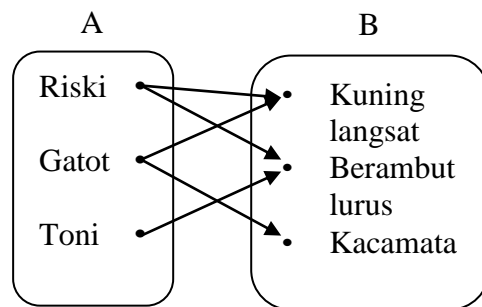 A
B
Riski
Gatot
Toni
Kuning
langsat
Berambut
lurus
Kacamata